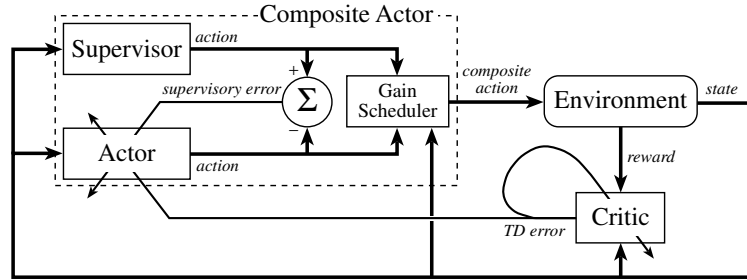 Composite Actor
Supervisor
action
+
supervisory error
Σ
−
Gain
Scheduler
composite
action
Environment
state
Actor
action
reward
Critic
TD error